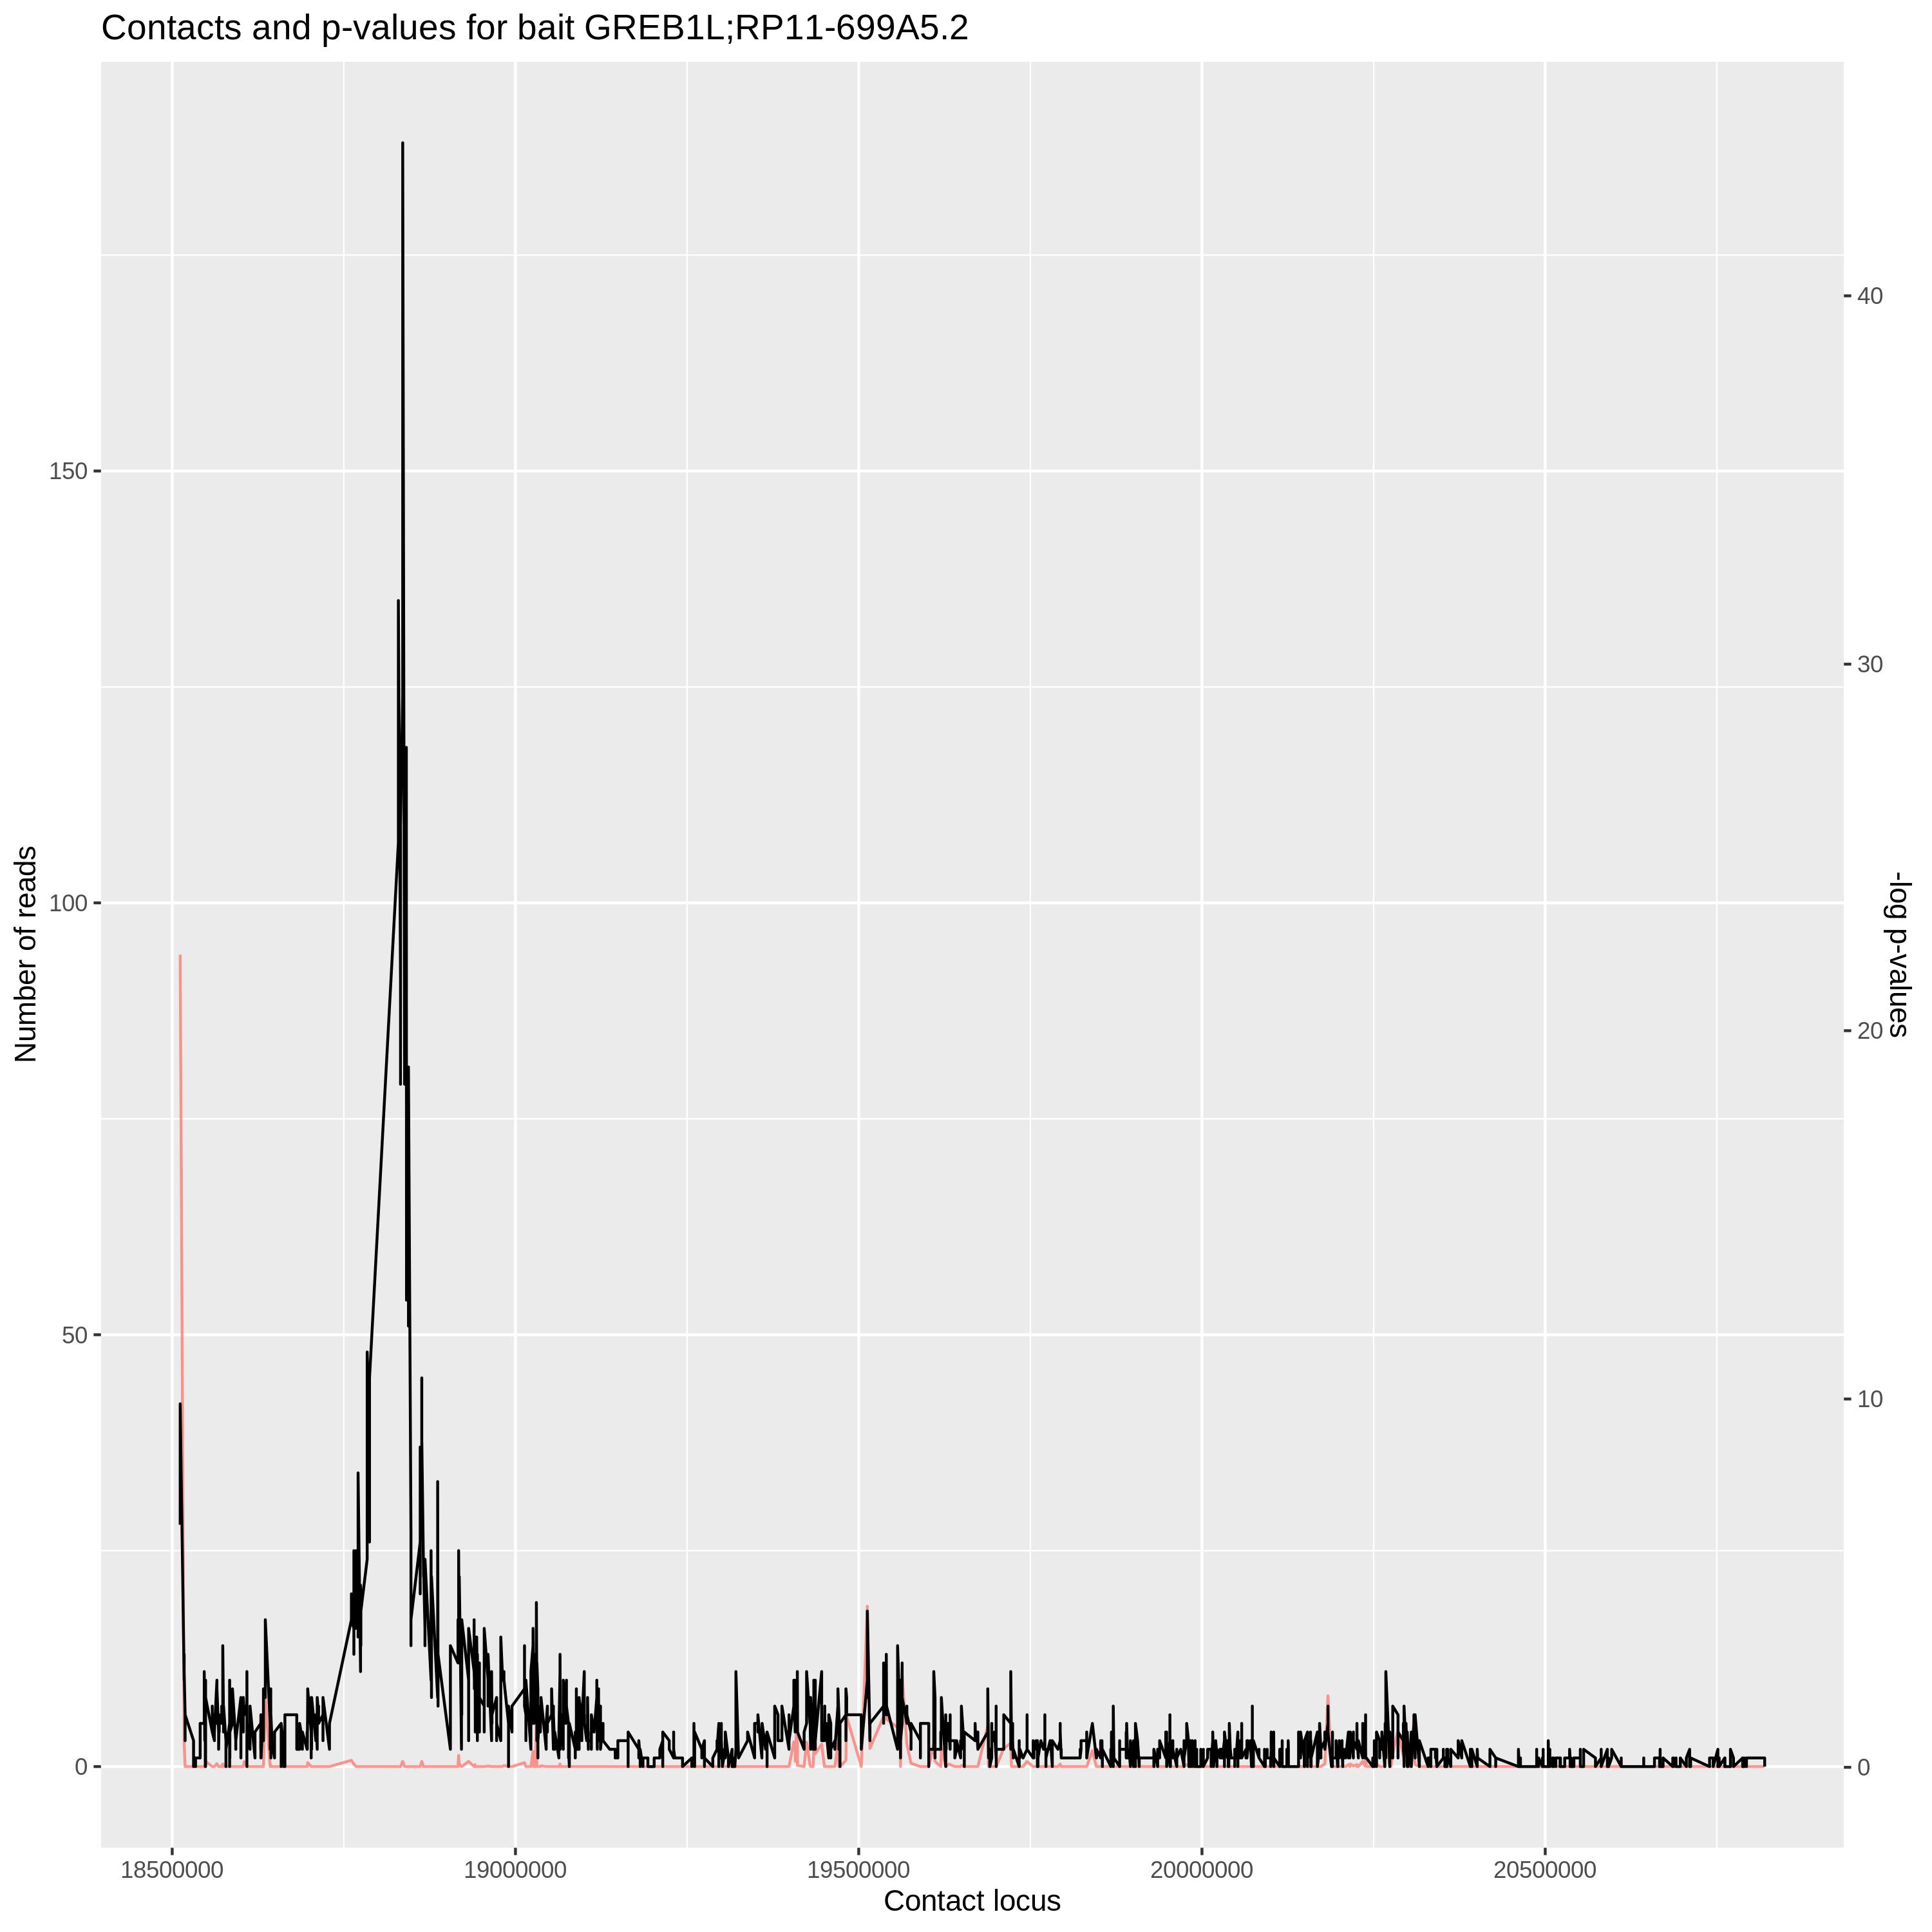 Contacts and p-values for bait GREB1L;RP11-699A5.2
150
100
50
0
Number of reads
40
30
20
10
0
-log p-values
18500000 19000000 19500000 20000000 20500000
Contact locus